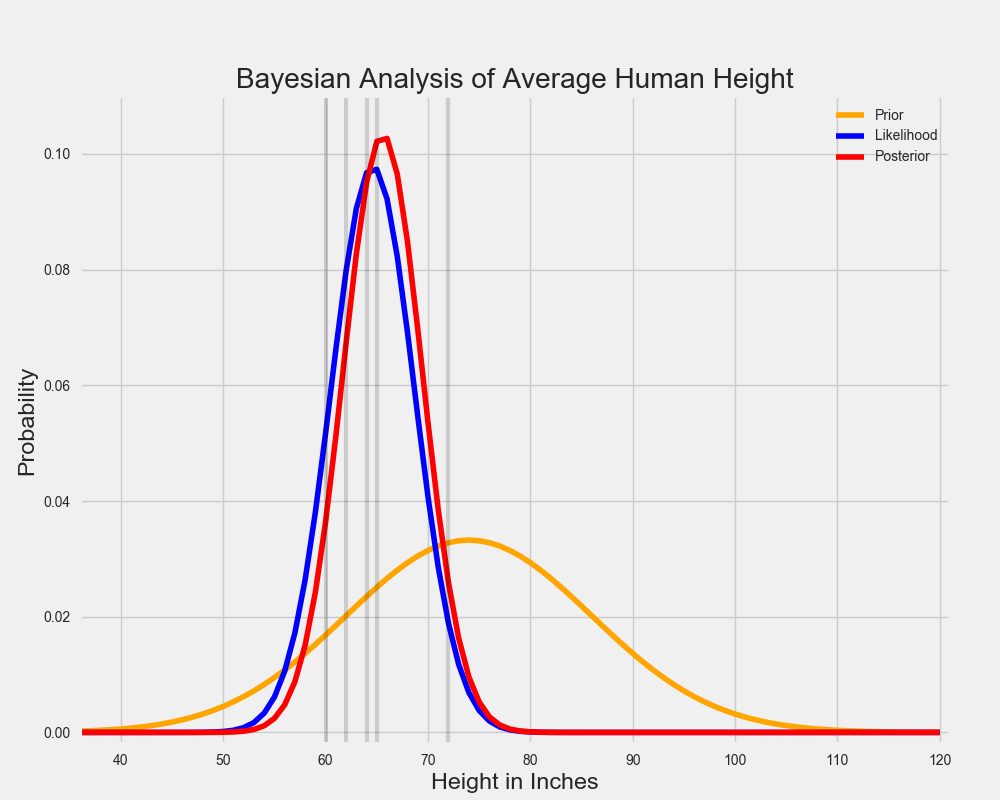 Bayesian Analysis of Average Human Height
Prior
Likelihood
Posterior
0.10
0.08
0.06
0.04
0.02
0.00
Probability
40 50 60 70 80 90 100 110 120
Height in Inches